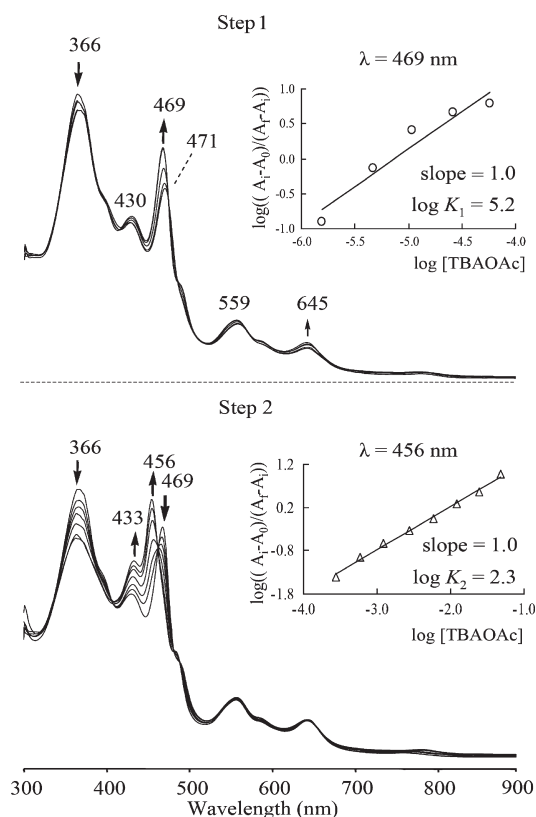 Step 1
366
469
471
430
559
645
λ = 469 nm
log(( Aᵢ-A₀)/(A_f-Aᵢ))
1.0
0.5
0.0
-0.5
-1.0
slope = 1.0
log K₁ = 5.2
-6.0 -5.5 -5.0 -4.5 -4.0
log [TBAOAc]
Step 2
366
456
469
433
λ = 456 nm
log(( Aᵢ-A₀)/(A_f-Aᵢ))
1.2
0.2
-0.8
-1.8
slope = 1.0
log K₂ = 2.3
-4.0 -3.0 -2.0 -1.0
log [TBAOAc]
300 400 500 600 700 800 900
Wavelength (nm)